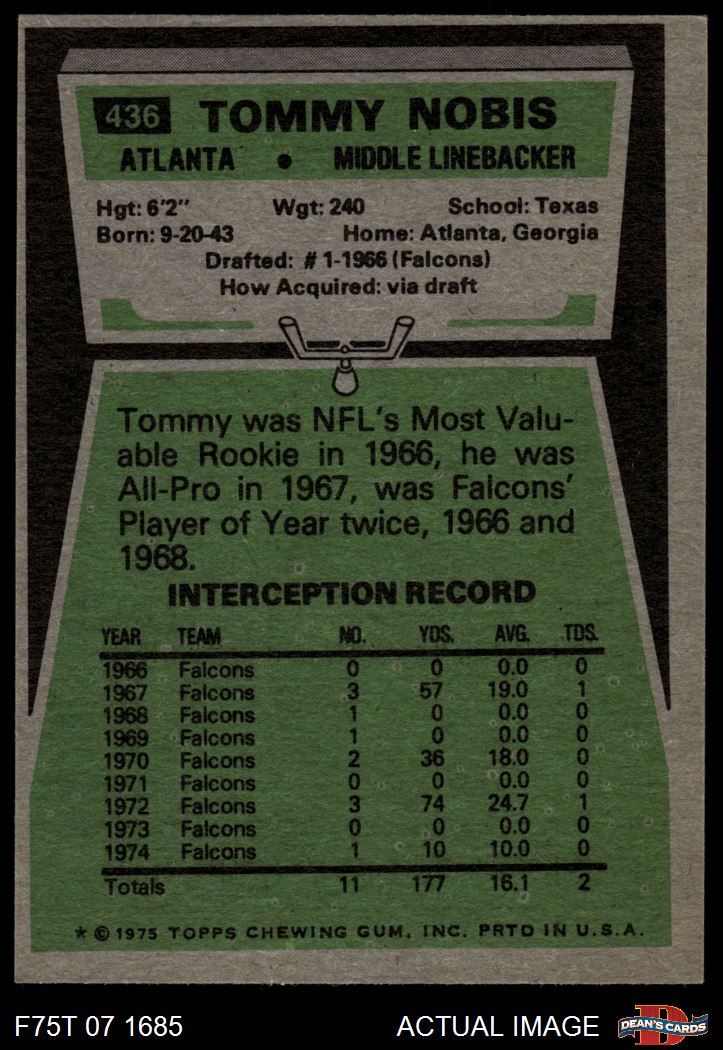 436 TOMMY NOBIS
ATLANTA • MIDDLE LINEBACKER
Hgt: 6'2" Wgt: 240 School: Texas
Born: 9-20-43 Home: Atlanta, Georgia
Drafted: #1-1966 (Falcons)
How Acquired: via draft
Tommy was NFL's Most Valu-
able Rookie in 1966, he was
All-Pro in 1967, was Falcons'
Player of Year twice, 1966 and
1968.
INTERCEPTION RECORD
YEAR TEAM NO. YDS. AVG. TDS.
1966 Falcons 0 0 0.0 0
1967 Falcons 3 57 19.0 1
1968 Falcons 1 0 0.0 0
1969 Falcons 1 0 0.0 0
1970 Falcons 2 36 18.0 0
1971 Falcons 0 0 0.0 0
1972 Falcons 3 74 24.7 1
1973 Falcons 0 0 0.0 0
1974 Falcons 1 10 10.0 0
Totals 11 177 16.1 2
* © 1975 TOPPS CHEWING GUM, INC. PRTD IN U.S.A.
F75T 07 1685 ACTUAL IMAGE D DEAN'S CARDS